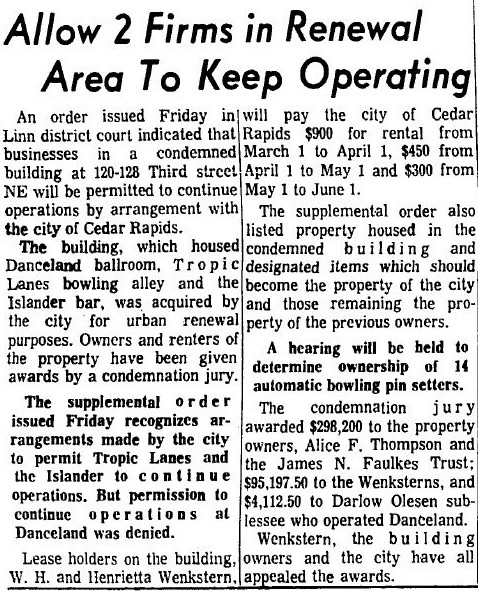 Allow 2 Firms in Renewal
Area To Keep Operating
An order issued Friday in
Linn district court indicated that
businesses in a condemned
building at 120-128 Third street
NE will be permitted to continue
operations by arrangement with
the city of Cedar Rapids.
The building, which housed
Danceland ballroom, Tropic
Lanes bowling alley and the
Islander bar, was acquired by
the city for urban renewal
purposes. Owners and renters of
the property have been given
awards by a condemnation jury.
The supplemental order
issued Friday recognizes ar-
rangements made by the city
to permit Tropic Lanes and
the Islander to continue
operations. But permission to
continue operations at
Danceland was denied.
Lease holders on the building,
W. H. and Henrietta Wenkstern,
will pay the city of Cedar
Rapids $900 for rental from
March 1 to April 1, $450 from
April 1 to May 1 and $300 from
May 1 to June 1.
The supplemental order also
listed property housed in the
condemned building and
designated items which should
become the property of the city
and those remaining the pro-
perty of the previous owners.
A hearing will be held to
determine ownership of 14
automatic bowling pin setters.
The condemnation jury
awarded $298,200 to the property
owners, Alice F. Thompson and
the James N. Faulkes Trust;
$95,197.50 to the Wenksterns, and
$4,112.50 to Darlow Olesen sub-
lessee who operated Danceland.
Wenkstern, the building
owners and the city have all
appealed the awards.